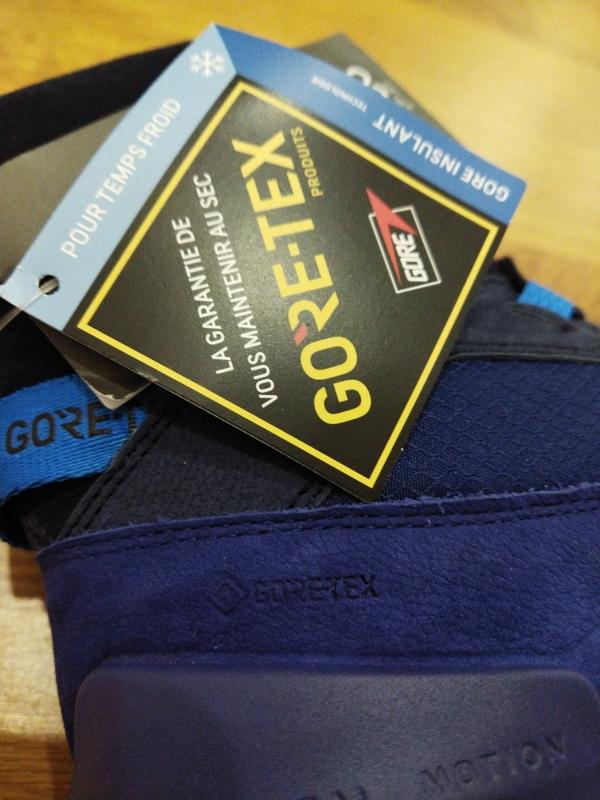 POUR TEMPS FROID
GORE INSULANT
TECHNOLOGIE
LA GARANTIE DE
VOUS MAINTENIR AU SEC
GORE-TEX
PRODUITS
GORE
GORE-T
GORE-TEX
MOTION